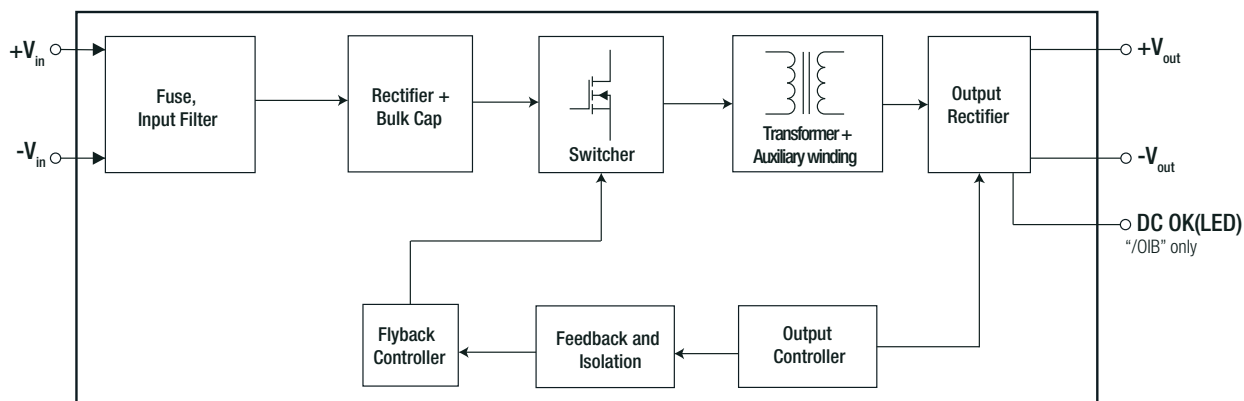 +Vin
-Vin
Fuse,
Input Filter
Rectifier +
Bulk Cap
Switcher
Transformer +
Auxiliary winding
Output
Rectifier
+Vout
-Vout
DC OK(LED)
“/OIB” only
Flyback
Controller
Feedback and
Isolation
Output
Controller